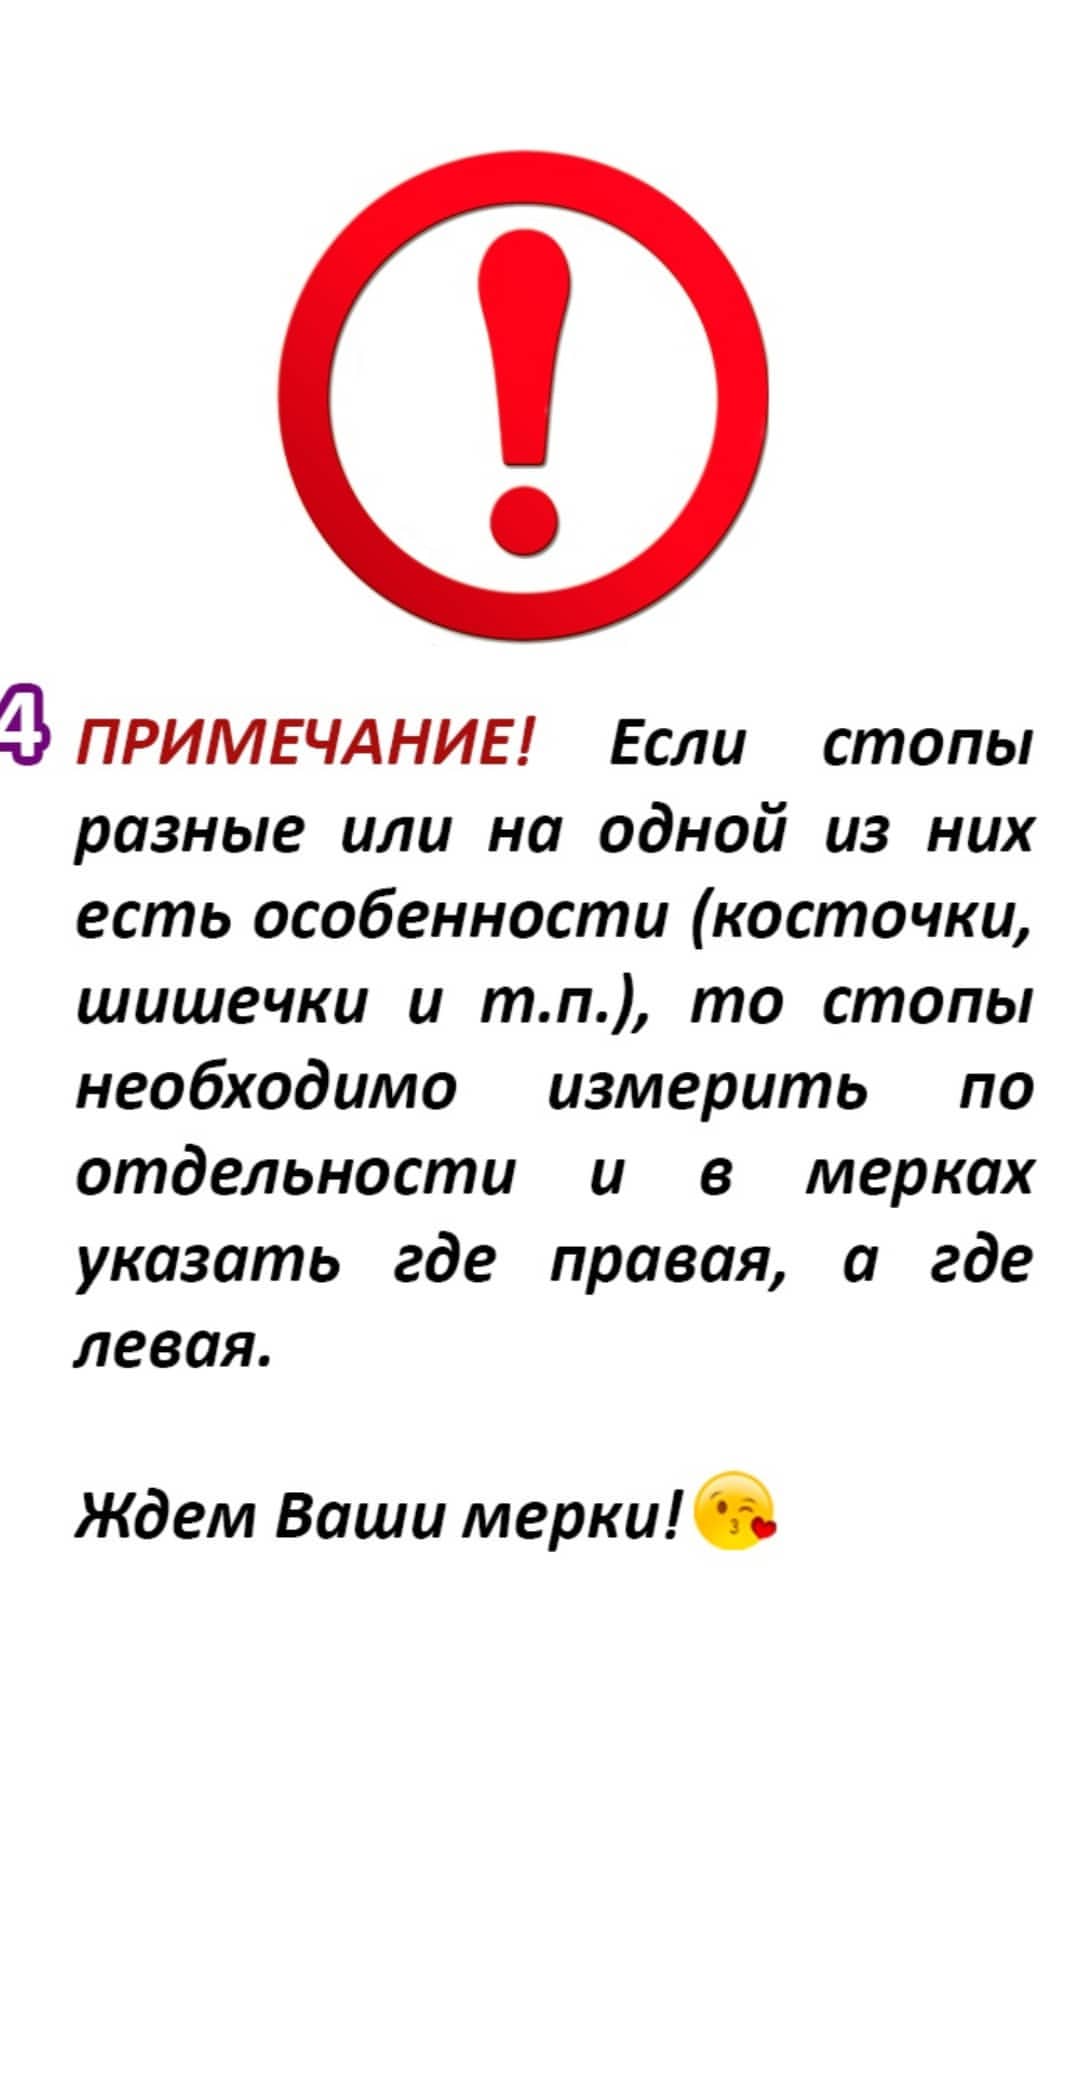 4 ПРИМЕЧАНИЕ! Если стопы
разные или на одной из них
есть особенности (косточки,
шишечки и т.п.), то стопы
необходимо измерить по
отдельности и в мерках
указать где правая, а где
левая.
Ждем Ваши мерки!😘